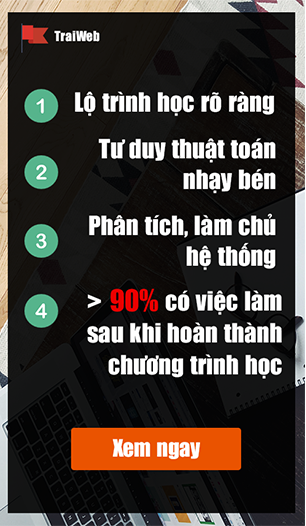 TraiWeb
1 Lộ trình học rõ ràng
2 Tư duy thuật toán
nhạy bén
3 Phân tích, làm chủ
hệ thống
4 > 90% có việc làm
sau khi hoàn thành
chương trình học
Xem ngay